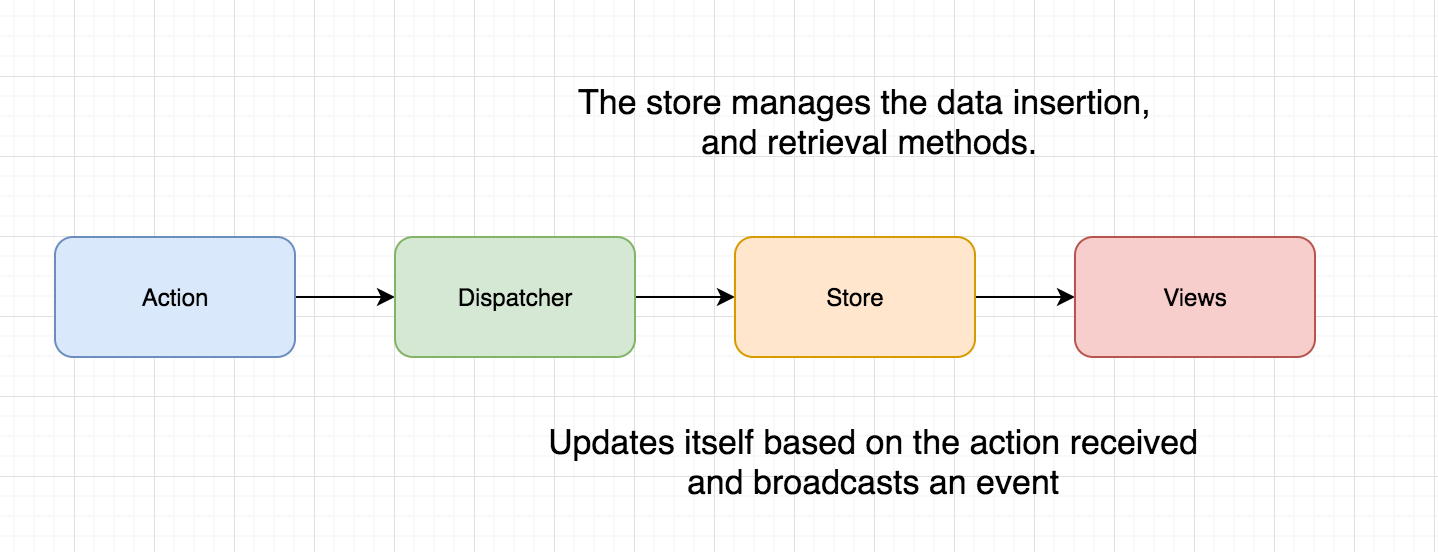 The store manages the data insertion,
and retrieval methods.
Action
Dispatcher
Store
Views
Updates itself based on the action received
and broadcasts an event